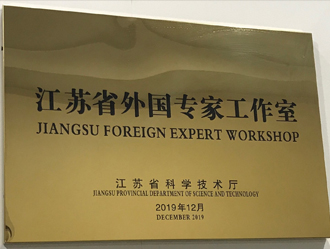 江苏省外国专家工作室
JIANGSU FOREIGN EXPERT WORKSHOP
江苏省科学技术厅
JIANGSU PROVINCIAL DEPARTMENT OF SCIENCE AND TECHNOLOGY
2019年12月
DECEMBER 2019